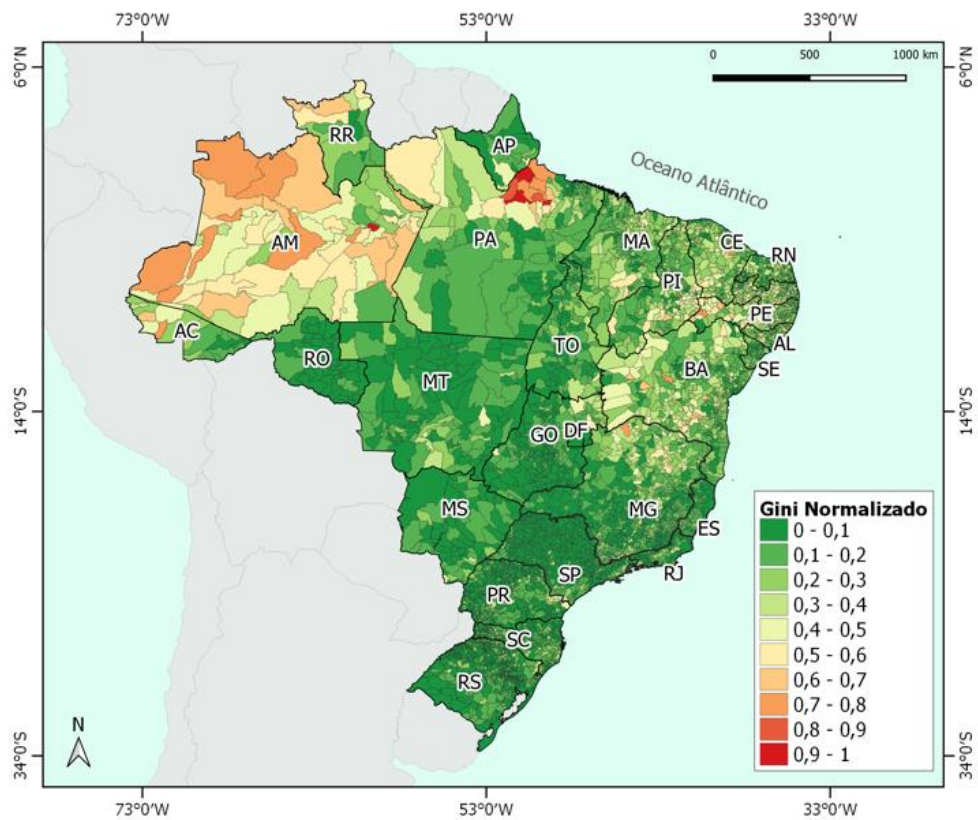 73°0′W 53°0′W 33°0′W
6°0′N 6°0′N
0 500 1000 km
RR
AP
Oceano Atlântico
AM
PA
MA
CE
RN
PI
PE
AC
AL
TO
RO
SE
BA
MT
GO
DF
MS
MG
ES
SP
RJ
PR
SC
RS
14°0′S 14°0′S
Gini Normalizado
0 - 0,1
0,1 - 0,2
0,2 - 0,3
0,3 - 0,4
0,4 - 0,5
0,5 - 0,6
0,6 - 0,7
0,7 - 0,8
0,8 - 0,9
0,9 - 1
N
34°0′S 34°0′S
73°0′W 53°0′W 33°0′W